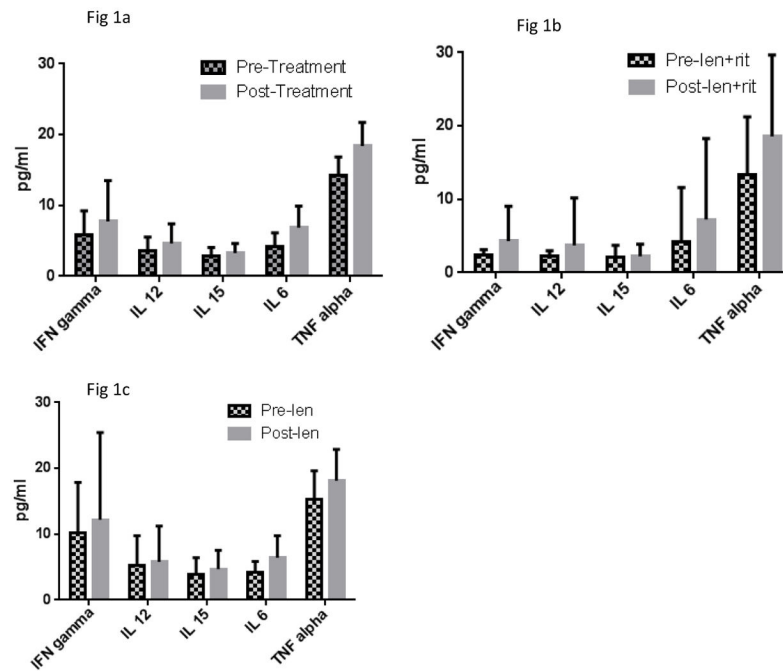 Fig 1a
Pre-Treatment
Post-Treatment
30
20
10
0
pg/ml
IFN gamma
IL 12
IL 15
IL 6
TNF alpha
Fig 1b
Pre-len+rit
Post-len+rit
30
20
10
0
pg/ml
IFN gamma
IL 12
IL 15
IL 6
TNF alpha
Fig 1c
Pre-len
Post-len
30
20
10
0
pg/ml
IFN gamma
IL 12
IL 15
IL 6
TNF alpha